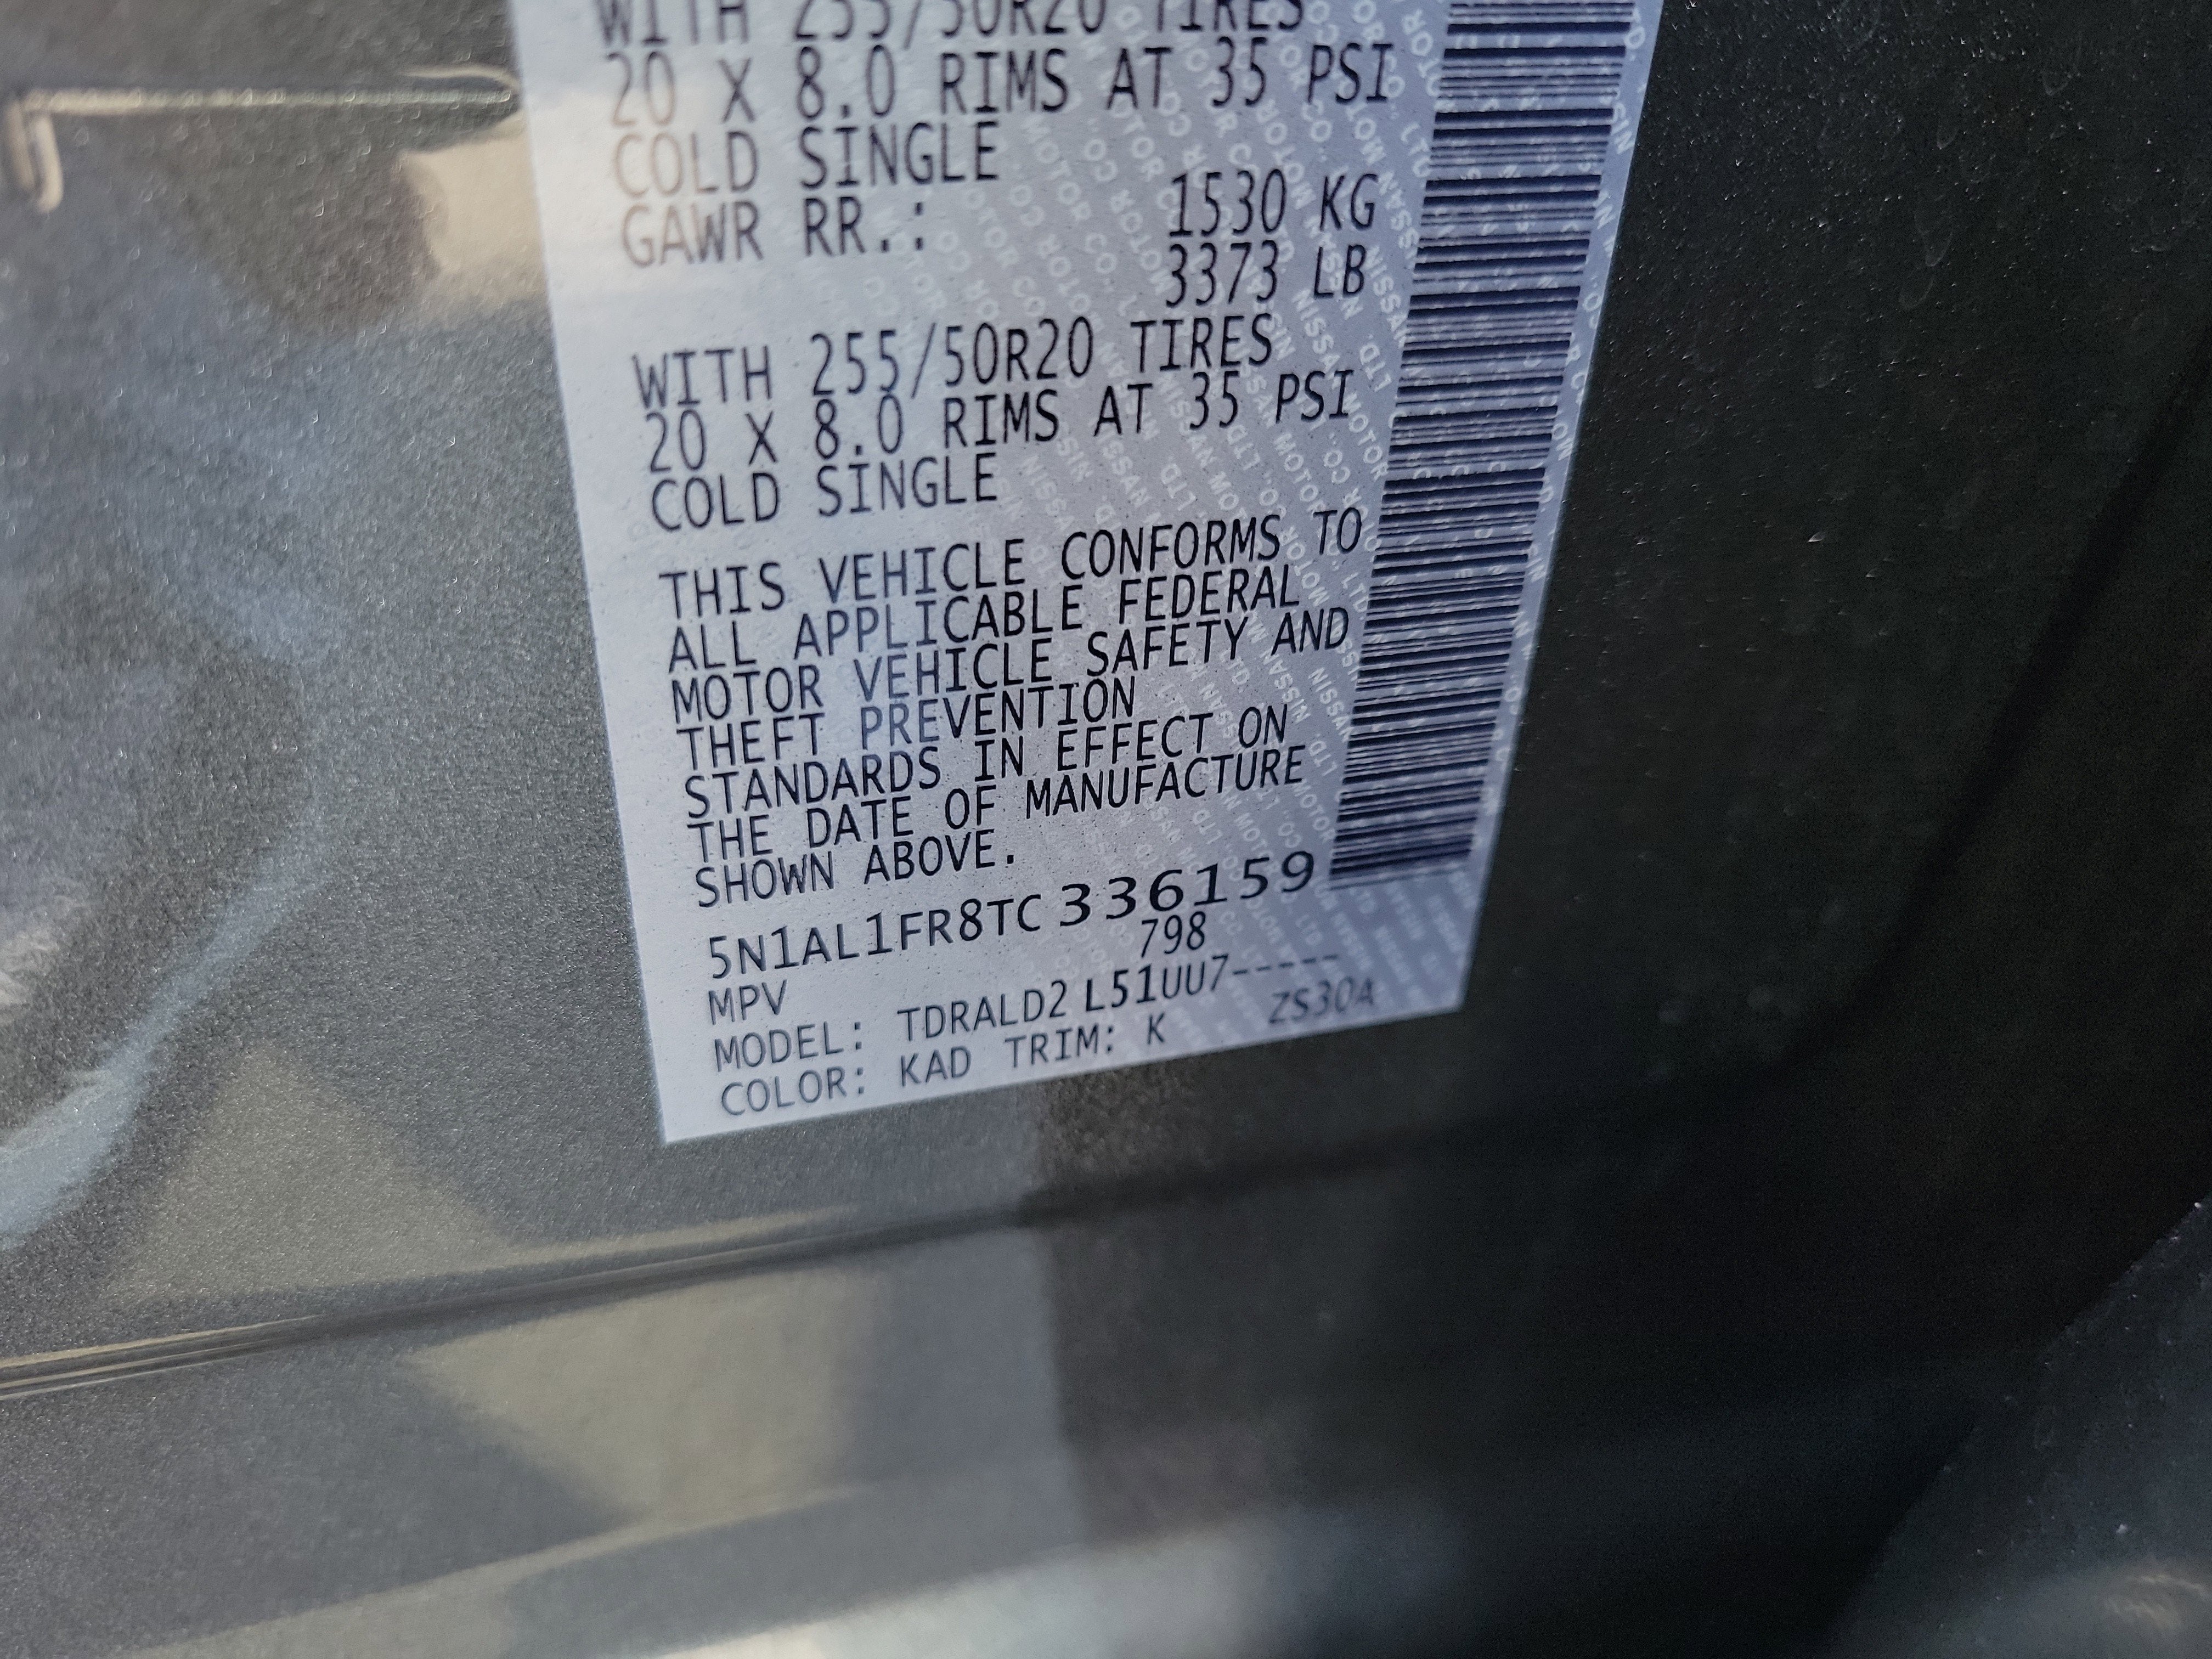 WITH 255/50R20 TIRES
20 X 8.0 RIMS AT 35 PSI
COLD SINGLE
GAWR RR.: 1530 KG
3373 LB
WITH 255/50R20 TIRES
20 X 8.0 RIMS AT 35 PSI
COLD SINGLE
THIS VEHICLE CONFORMS TO
ALL APPLICABLE FEDERAL
MOTOR VEHICLE SAFETY AND
THEFT PREVENTION
STANDARDS IN EFFECT ON
THE DATE OF MANUFACTURE
SHOWN ABOVE.
5N1AL1FR8TC 336159
MPV 798
MODEL: TDRALD2 L51UU7-----
COLOR: KAD TRIM: K ZS30A